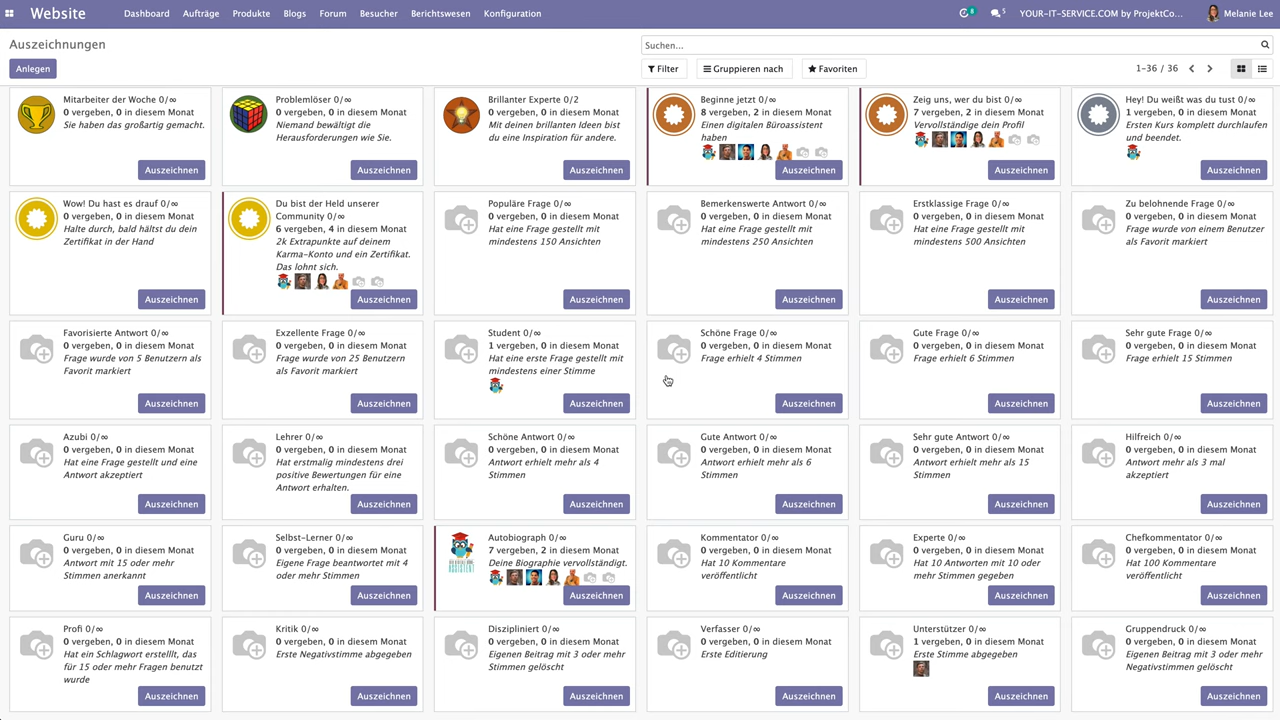 Website
Dashboard
Aufträge
Produkte
Blogs
Forum
Besucher
Berichtswesen
Konfiguration
8
5
YOUR-IT-SERVICE.COM by ProjektCo...
Melanie Lee
Auszeichnungen
Suchen...
Anlegen
Filter
Gruppieren nach
Favoriten
1-36 / 36
Mitarbeiter der Woche 0/∞
0 vergeben, 0 in diesem Monat
Sie haben das großartig gemacht.
Auszeichnen
Problemlöser 0/∞
0 vergeben, 0 in diesem Monat
Niemand bewältigt die
Herausforderungen wie Sie.
Auszeichnen
Brillanter Experte 0/2
0 vergeben, 0 in diesem Monat
Mit deinen brillanten Ideen bist
du eine Inspiration für andere.
Auszeichnen
Beginne jetzt 0/∞
8 vergeben, 2 in diesem Monat
Einen digitalen Büroassistent
haben
Auszeichnen
Zeig uns, wer du bist 0/∞
7 vergeben, 2 in diesem Monat
Vervollständige dein Profil
Auszeichnen
Hey! Du weißt was du tust 0/∞
1 vergeben, 0 in diesem Monat
Ersten Kurs komplett durchlaufen
und beendet.
Auszeichnen
Wow! Du hast es drauf 0/∞
0 vergeben, 0 in diesem Monat
Halte durch, bald hältst du dein
Zertifikat in der Hand
Auszeichnen
Du bist der Held unserer
Community 0/∞
6 vergeben, 4 in diesem Monat
2k Extrapunkte auf deinem
Karma-Konto und ein Zertifikat.
Das lohnt sich.
Auszeichnen
Populäre Frage 0/∞
0 vergeben, 0 in diesem Monat
Hat eine Frage gestellt mit
mindestens 150 Ansichten
Auszeichnen
Bemerkenswerte Antwort 0/∞
0 vergeben, 0 in diesem Monat
Hat eine Frage gestellt mit
mindestens 250 Ansichten
Auszeichnen
Erstklassige Frage 0/∞
0 vergeben, 0 in diesem Monat
Hat eine Frage gestellt mit
mindestens 500 Ansichten
Auszeichnen
Zu belohnende Frage 0/∞
0 vergeben, 0 in diesem Monat
Frage wurde von einem Benutzer
als Favorit markiert
Auszeichnen
Favorisierte Antwort 0/∞
0 vergeben, 0 in diesem Monat
Frage wurde von 5 Benutzern als
Favorit markiert
Auszeichnen
Exzellente Frage 0/∞
0 vergeben, 0 in diesem Monat
Frage wurde von 25 Benutzern
als Favorit markiert
Auszeichnen
Student 0/∞
1 vergeben, 0 in diesem Monat
Hat eine erste Frage gestellt mit
mindestens einer Stimme
Auszeichnen
Schöne Frage 0/∞
0 vergeben, 0 in diesem Monat
Frage erhielt 4 Stimmen
Auszeichnen
Gute Frage 0/∞
0 vergeben, 0 in diesem Monat
Frage erhielt 6 Stimmen
Auszeichnen
Sehr gute Frage 0/∞
0 vergeben, 0 in diesem Monat
Frage erhielt 15 Stimmen
Auszeichnen
Azubi 0/∞
0 vergeben, 0 in diesem Monat
Hat eine Frage gestellt und eine
Antwort akzeptiert
Auszeichnen
Lehrer 0/∞
0 vergeben, 0 in diesem Monat
Hat erstmalig mindestens drei
positive Bewertungen für eine
Antwort erhalten.
Auszeichnen
Schöne Antwort 0/∞
0 vergeben, 0 in diesem Monat
Antwort erhielt mehr als 4
Stimmen
Auszeichnen
Gute Antwort 0/∞
0 vergeben, 0 in diesem Monat
Antwort erhielt mehr als 6
Stimmen
Auszeichnen
Sehr gute Antwort 0/∞
0 vergeben, 0 in diesem Monat
Antwort erhielt mehr als 15
Stimmen
Auszeichnen
Hilfreich 0/∞
0 vergeben, 0 in diesem Monat
Antwort mehr als 3 mal
akzeptiert
Auszeichnen
Guru 0/∞
0 vergeben, 0 in diesem Monat
Antwort mit 15 oder mehr
Stimmen anerkannt
Auszeichnen
Selbst-Lerner 0/∞
0 vergeben, 0 in diesem Monat
Eigene Frage beantwortet mit 4
oder mehr Stimmen
Auszeichnen
ASSISTENT
Autobiograph 0/∞
7 vergeben, 2 in diesem Monat
Deine Biographie vervollständigt.
Auszeichnen
Kommentator 0/∞
0 vergeben, 0 in diesem Monat
Hat 10 Kommentare
veröffentlicht
Auszeichnen
Experte 0/∞
0 vergeben, 0 in diesem Monat
Hat 10 Antworten mit 10 oder
mehr Stimmen gegeben
Auszeichnen
Chefkommentator 0/∞
0 vergeben, 0 in diesem Monat
Hat 100 Kommentare
veröffentlicht
Auszeichnen
Profi 0/∞
0 vergeben, 0 in diesem Monat
Hat ein Schlagwort erstelllt, das
für 15 oder mehr Fragen benutzt
wurde
Auszeichnen
Kritik 0/∞
0 vergeben, 0 in diesem Monat
Erste Negativstimme abgegeben
Auszeichnen
Diszipliniert 0/∞
0 vergeben, 0 in diesem Monat
Eigenen Beitrag mit 3 oder mehr
Stimmen gelöscht
Auszeichnen
Verfasser 0/∞
0 vergeben, 0 in diesem Monat
Erste Editierung
Auszeichnen
Unterstützer 0/∞
1 vergeben, 0 in diesem Monat
Erste Stimme abgegeben
Auszeichnen
Gruppendruck 0/∞
0 vergeben, 0 in diesem Monat
Eigenen Beitrag mit 3 oder mehr
Negativstimmen gelöscht
Auszeichnen